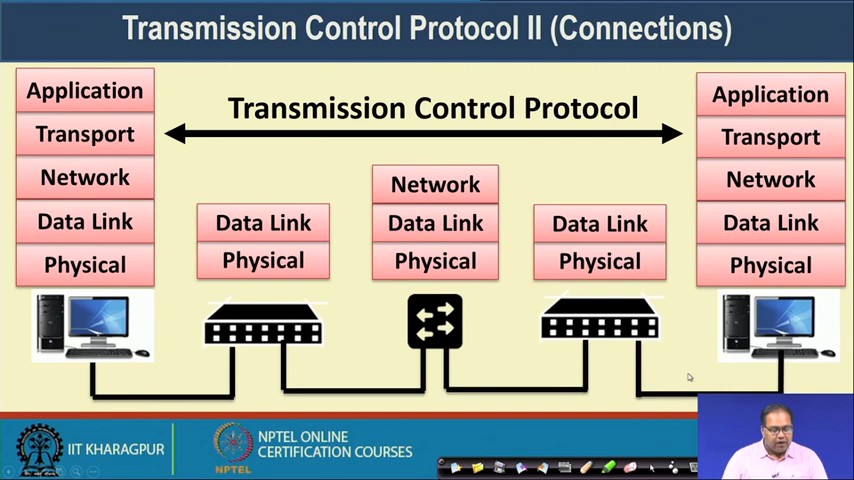 Transmission Control Protocol II (Connections)
Application
Transport
Network
Data Link
Physical
Transmission Control Protocol
Data Link
Physical
Network
Data Link
Physical
Data Link
Physical
Application
Transport
Network
Data Link
Physical
IIT KHARAGPUR
NPTEL
NPTEL ONLINE
CERTIFICATION COURSES